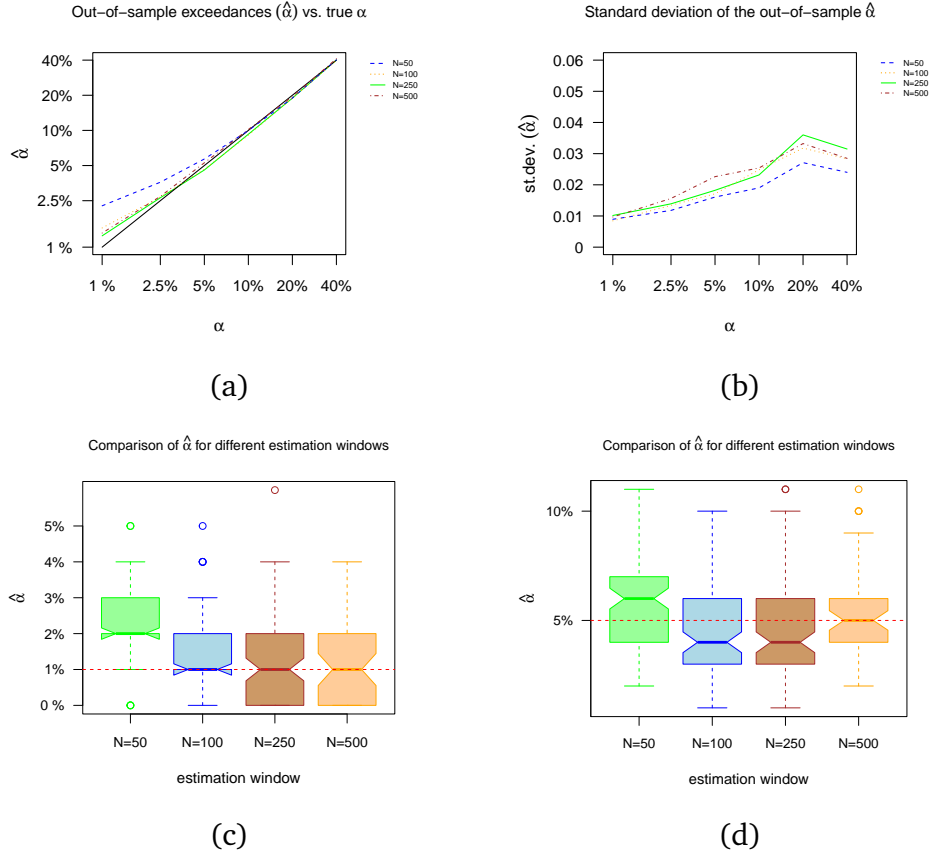 Out-of-sample exceedances (α̂) vs. true α
40%
20%
10%
5%
2.5%
1 %
α̂
1 %
2.5%
5%
10%
20%
40%
α
N=50
N=100
N=250
N=500
(a)
Standard deviation of the out-of-sample α̂
0.06
0.05
0.04
0.03
0.02
0.01
0
st.dev. (α̂)
1 %
2.5%
5%
10%
20%
40%
α
N=50
N=100
N=250
N=500
(b)
Comparison of α̂ for different estimation windows
5%
4%
3%
2%
1%
0 %
α̂
N=50
N=100
N=250
N=500
estimation window
(c)
Comparison of α̂ for different estimation windows
10%
5%
α̂
N=50
N=100
N=250
N=500
estimation window
(d)